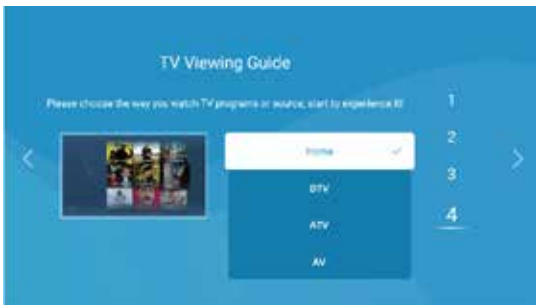 TV Viewing Guide
Please choose the way you watch TV programs or source, start to experience it!
Home
DTV
ATV
AV
1
2
3
4